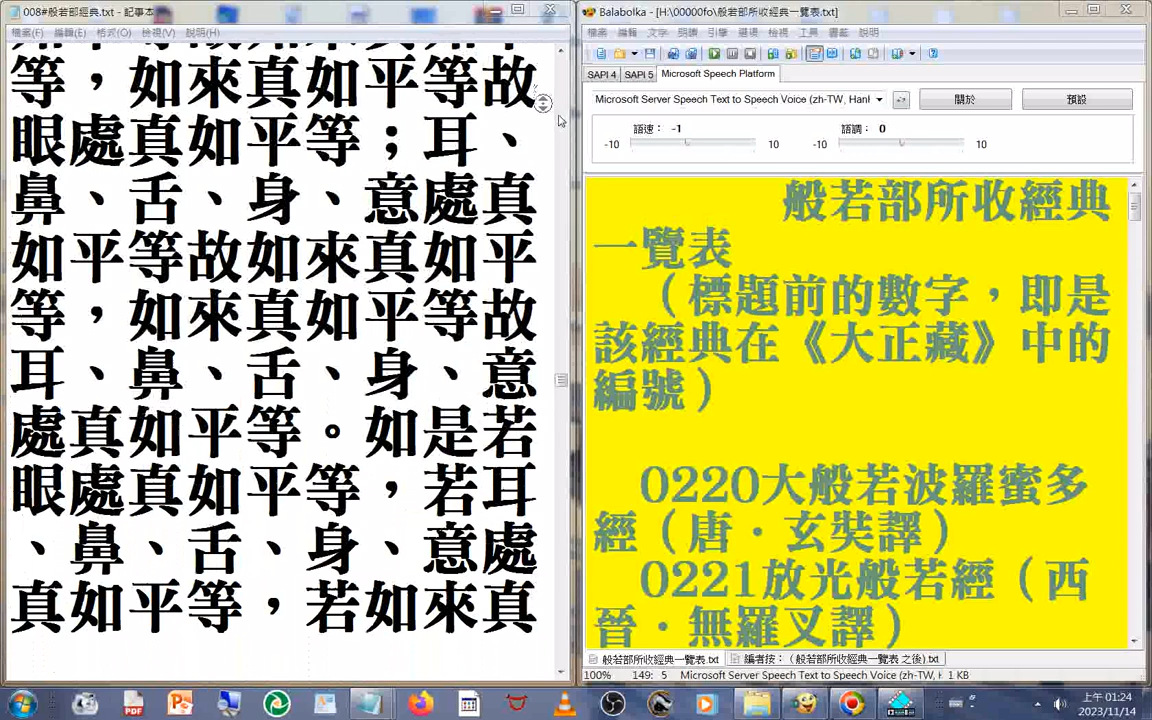 008#般若部經典.txt - 記事本
檔案(F) 編輯(E) 格式(O) 檢視(V) 說明(H)
等，如來真如平等故
眼處真如平等；耳、
鼻、舌、身、意處真
如平等故如來真如平
等，如來真如平等故
耳、鼻、舌、身、意
處真如平等。如是若
眼處真如平等，若耳
、鼻、舌、身、意處
真如平等，若如來真
Balabolka - [H:\00000fo\般若部所收經典一覽表.txt]
檔案 編輯 文字 閱讀 引擎 選項 檢視 工具 書籤 說明
SAPI 4 SAPI 5 Microsoft Speech Platform
Microsoft Server Speech Text to Speech Voice (zh-TW, Hanl 關於 預設
語速： -1 語調： 0
-10 10 -10 10
般若部所收經典
一覽表
（標題前的數字，即是
該經典在《大正藏》中的
編號）
0220大般若波羅蜜多
經（唐．玄奘譯）
0221放光般若經（西
晉．無羅叉譯）
般若部所收經典一覽表.txt 編者按：（般若部所收經典一覽表 之後).txt
100% 149: 5 Microsoft Server Speech Text to Speech Voice (zh-TW, H 1 KB
上午 01:24
2023/11/14